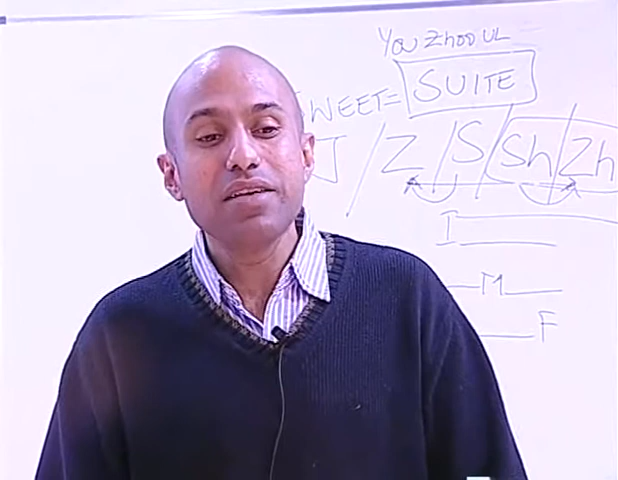 You Zhoo UL
WEET= SUITE
J / Z / S / Sh / Zh
I
M
F